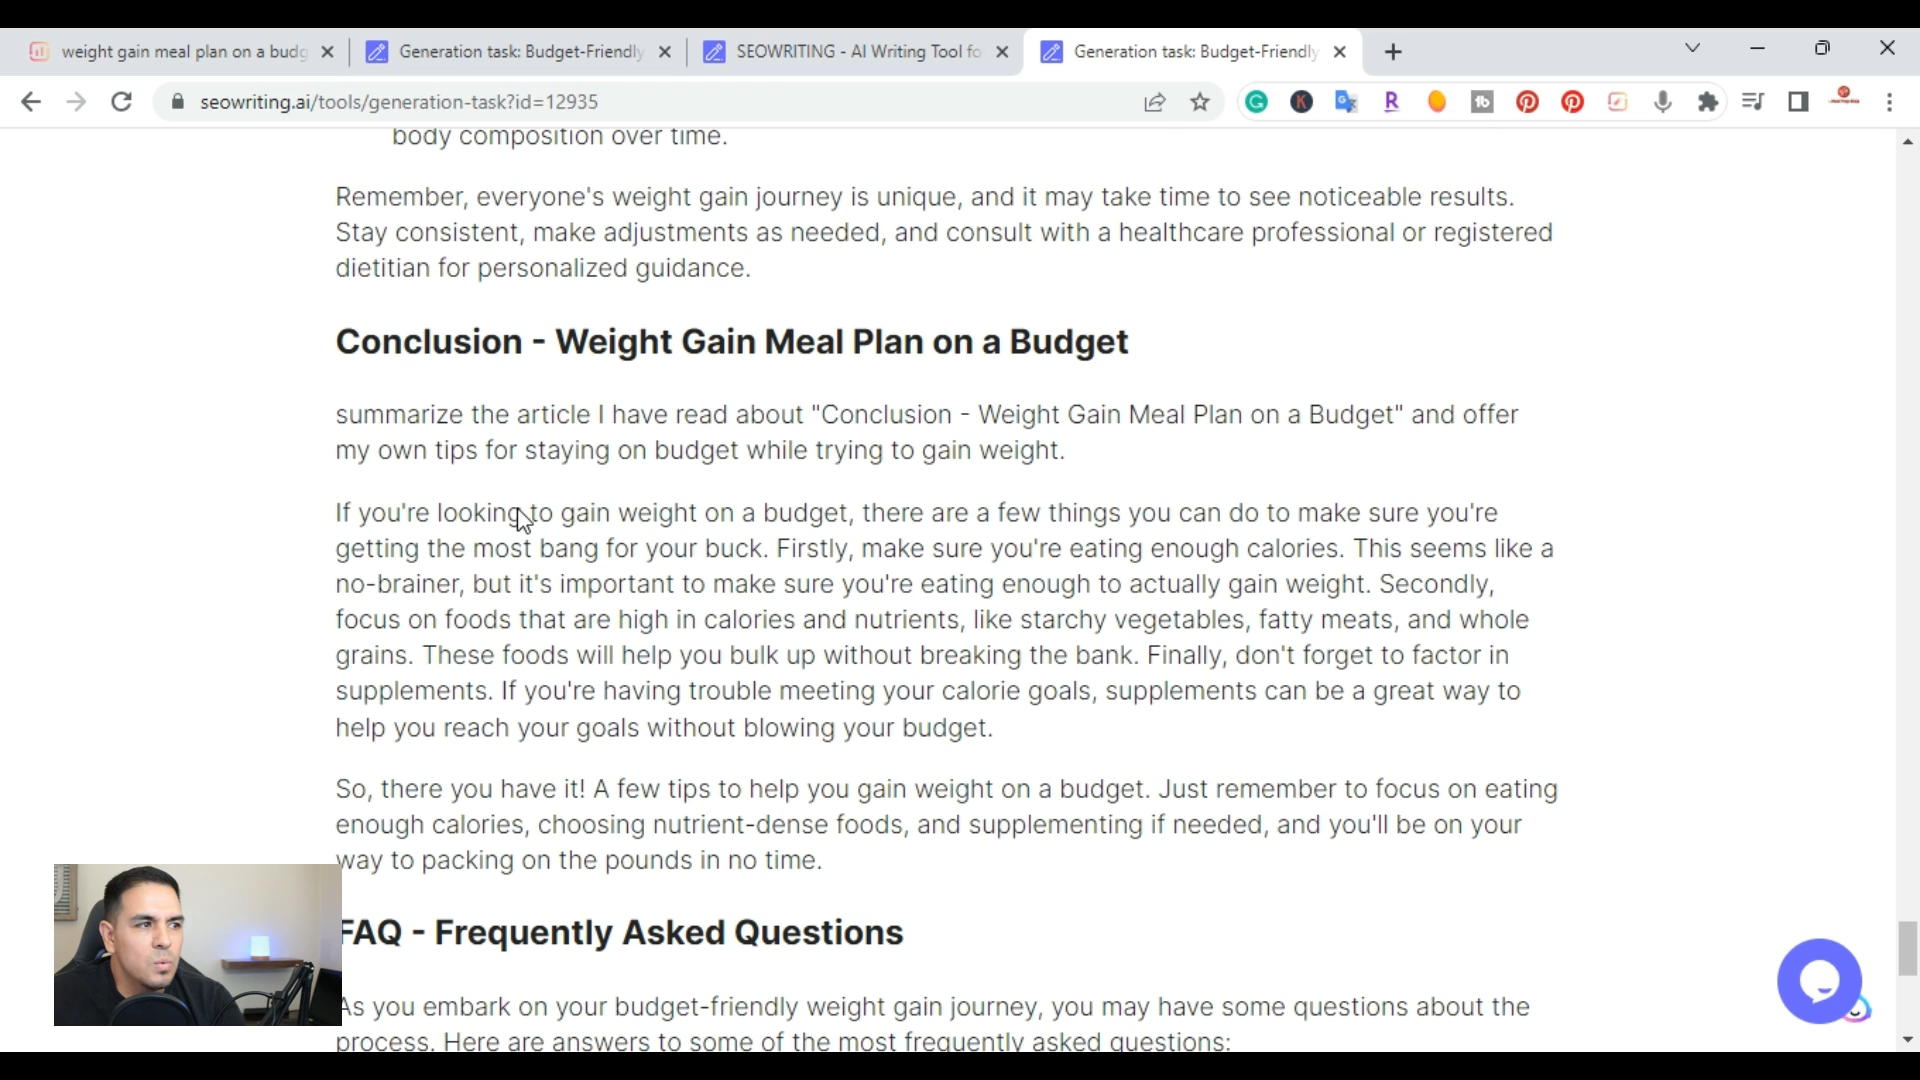 weight gain meal plan on a budg
Generation task: Budget-Friendly
SEOWRITING - AI Writing Tool fo
Generation task: Budget-Friendly
seowriting.ai/tools/generation-task?id=12935
body composition over time.
Remember, everyone's weight gain journey is unique, and it may take time to see noticeable results.
Stay consistent, make adjustments as needed, and consult with a healthcare professional or registered
dietitian for personalized guidance.
Conclusion - Weight Gain Meal Plan on a Budget
summarize the article I have read about "Conclusion - Weight Gain Meal Plan on a Budget" and offer
my own tips for staying on budget while trying to gain weight.
If you're looking to gain weight on a budget, there are a few things you can do to make sure you're
getting the most bang for your buck. Firstly, make sure you're eating enough calories. This seems like a
no-brainer, but it's important to make sure you're eating enough to actually gain weight. Secondly,
focus on foods that are high in calories and nutrients, like starchy vegetables, fatty meats, and whole
grains. These foods will help you bulk up without breaking the bank. Finally, don't forget to factor in
supplements. If you're having trouble meeting your calorie goals, supplements can be a great way to
help you reach your goals without blowing your budget.
So, there you have it! A few tips to help you gain weight on a budget. Just remember to focus on eating
enough calories, choosing nutrient-dense foods, and supplementing if needed, and you'll be on your
way to packing on the pounds in no time.
FAQ - Frequently Asked Questions
As you embark on your budget-friendly weight gain journey, you may have some questions about the
process. Here are answers to some of the most frequently asked questions: